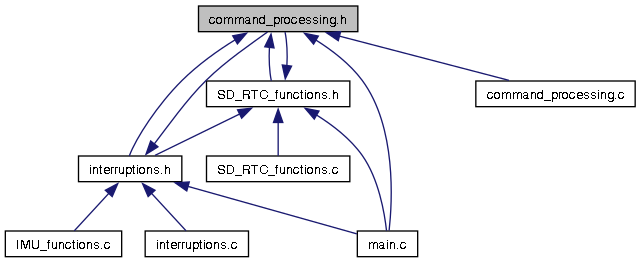 command_processing.h
SD_RTC_functions.h
command_processing.c
interruptions.h
SD_RTC_functions.c
IMU_functions.c
interruptions.c
main.c